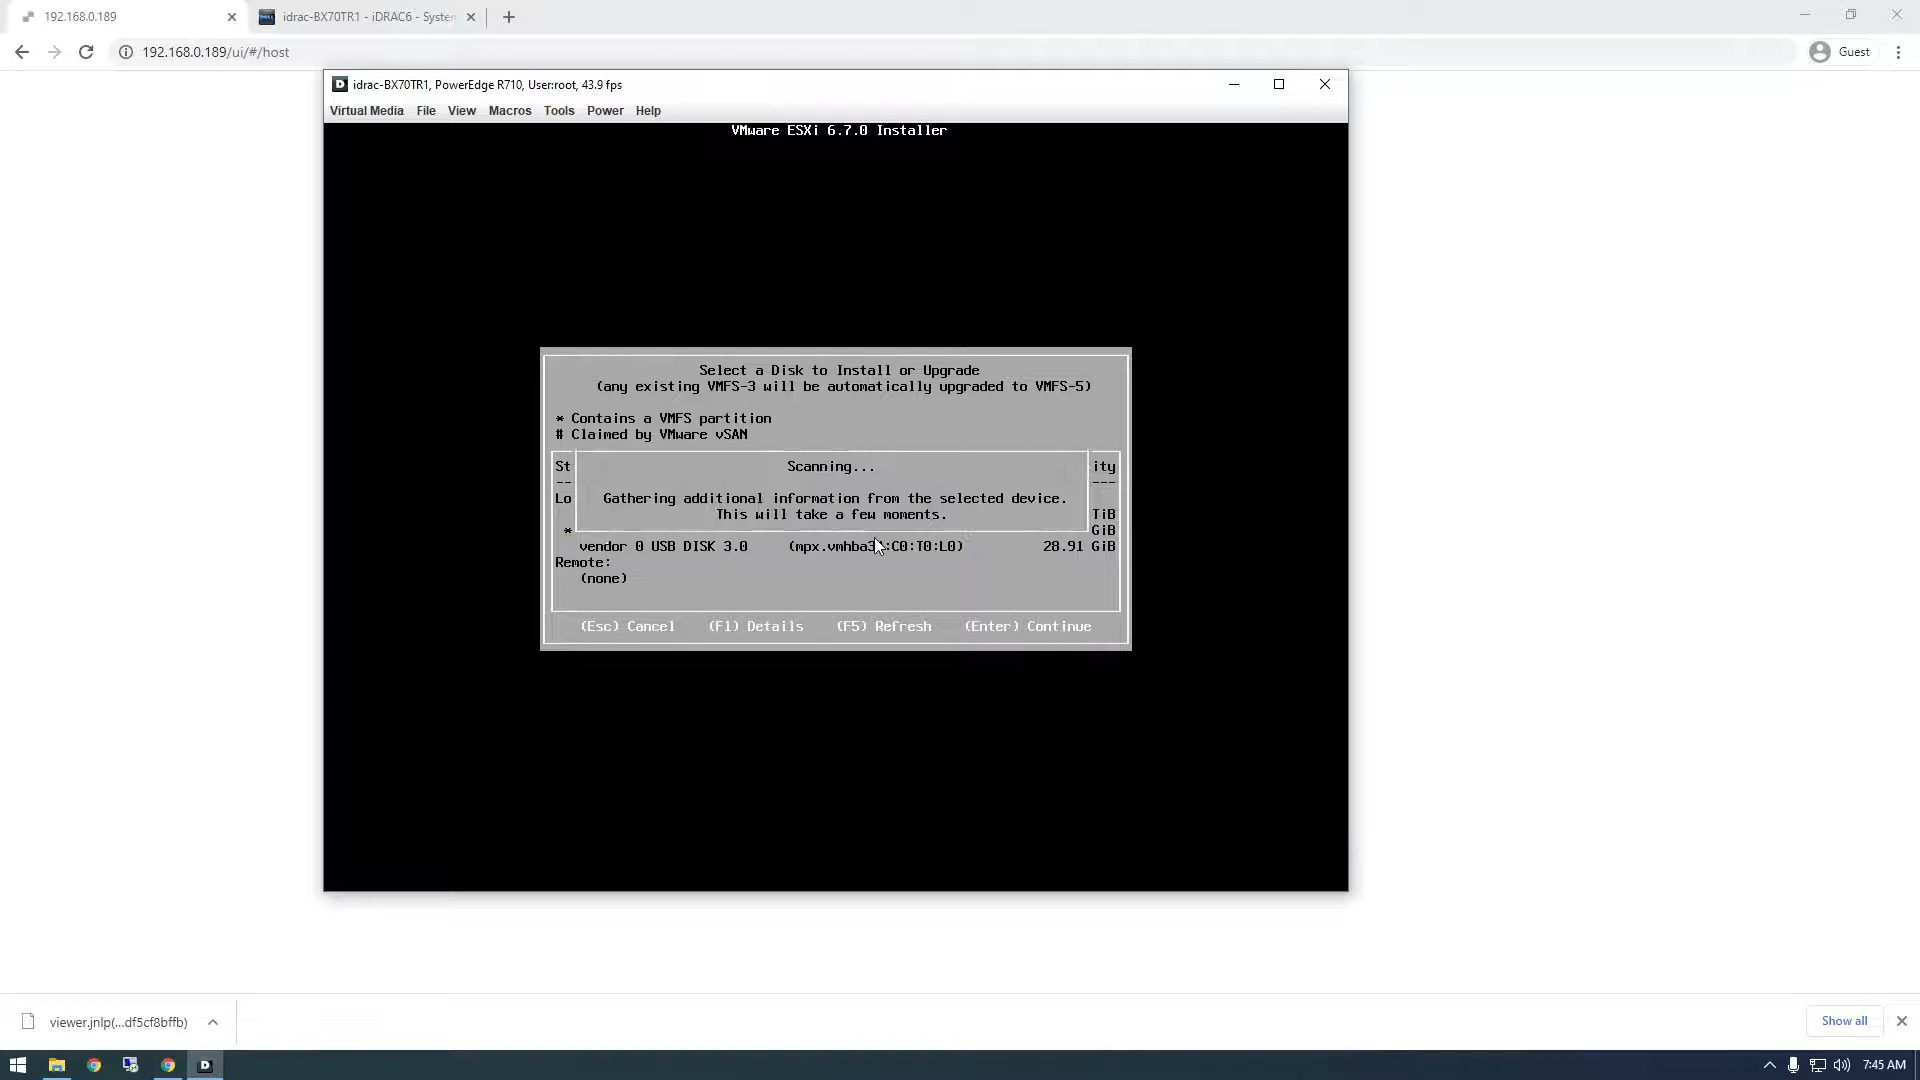 192.168.0.189
idrac-BX70TR1 - iDRAC6 - System
192.168.0.189/ui/#/host
Guest
idrac-BX70TR1, PowerEdge R710, User:root, 43.9 fps
Virtual Media File View Macros Tools Power Help
VMware ESXi 6.7.0 Installer
Select a Disk to Install or Upgrade
(any existing VMFS-3 will be automatically upgraded to VMFS-5)
* Contains a VMFS partition
# Claimed by VMware vSAN
St Scanning... ity
-- ---
Lo Gathering additional information from the selected device.
This will take a few moments. TiB
* GiB
vendor 0 USB DISK 3.0 (mpx.vmhba3 :C0:T0:L0) 28.91 GiB
Remote:
(none)
(Esc) Cancel (F1) Details (F5) Refresh (Enter) Continue
viewer.jnlp(...df5cf8bffb)
Show all
7:45 AM